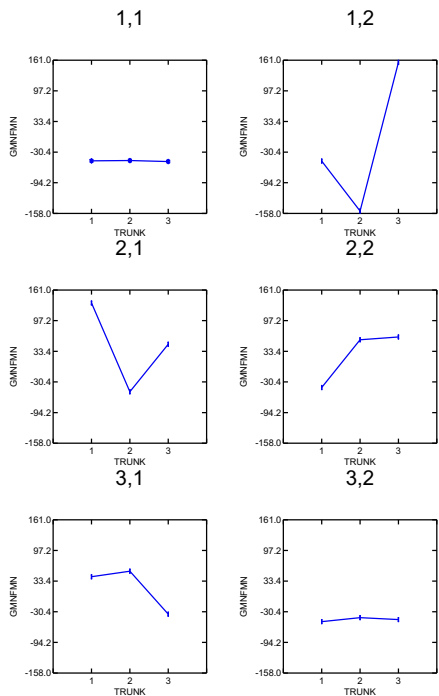 1,1
1,2
161.0
97.2
33.4
-30.4
-94.2
-158.0
GMNFMN
1 2 3
TRUNK
161.0
97.2
33.4
-30.4
-94.2
-158.0
GMNFMN
1 2 3
TRUNK
2,1
2,2
161.0
97.2
33.4
-30.4
-94.2
-158.0
GMNFMN
1 2 3
TRUNK
161.0
97.2
33.4
-30.4
-94.2
-158.0
GMNFMN
1 2 3
TRUNK
3,1
3,2
161.0
97.2
33.4
-30.4
-94.2
-158.0
GMNFMN
1 2 3
TRUNK
161.0
97.2
33.4
-30.4
-94.2
-158.0
GMNFMN
1 2 3
TRUNK